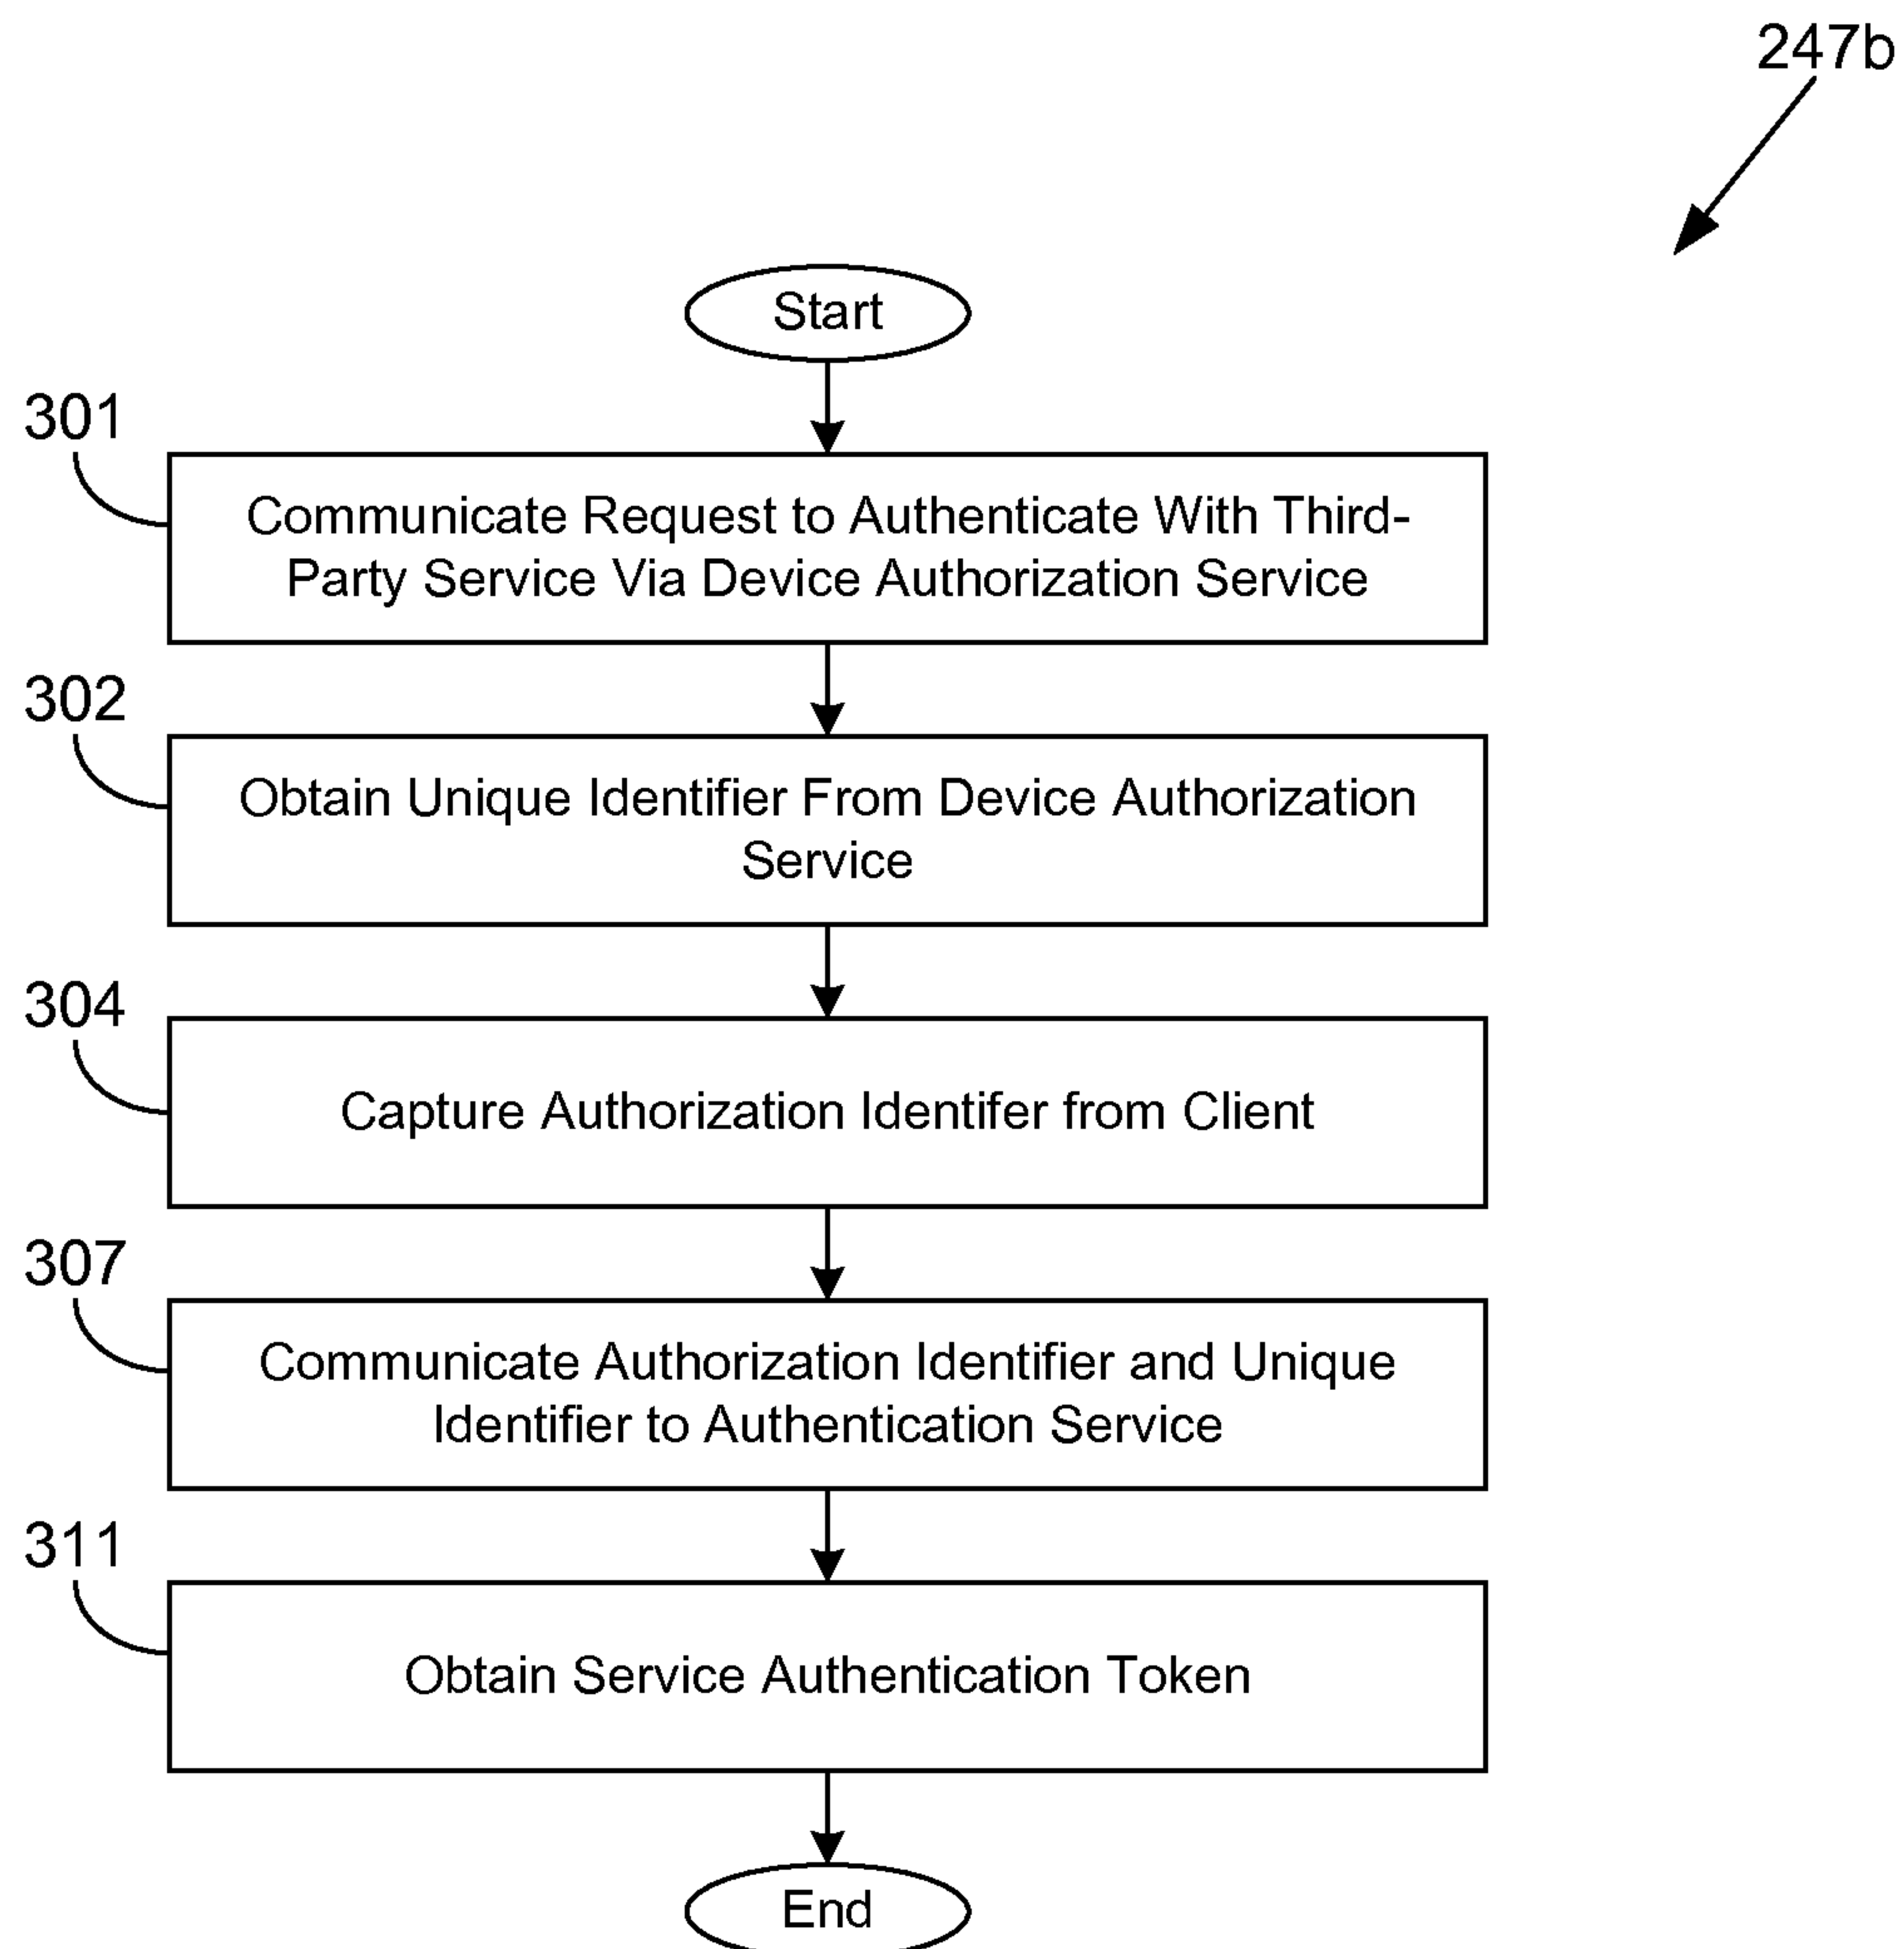 247b
Start
301
Communicate Request to Authenticate With Third-
Party Service Via Device Authorization Service
302
Obtain Unique Identifier From Device Authorization
Service
304
Capture Authorization Identifer from Client
307
Communicate Authorization Identifier and Unique
Identifier to Authentication Service
311
Obtain Service Authentication Token
End